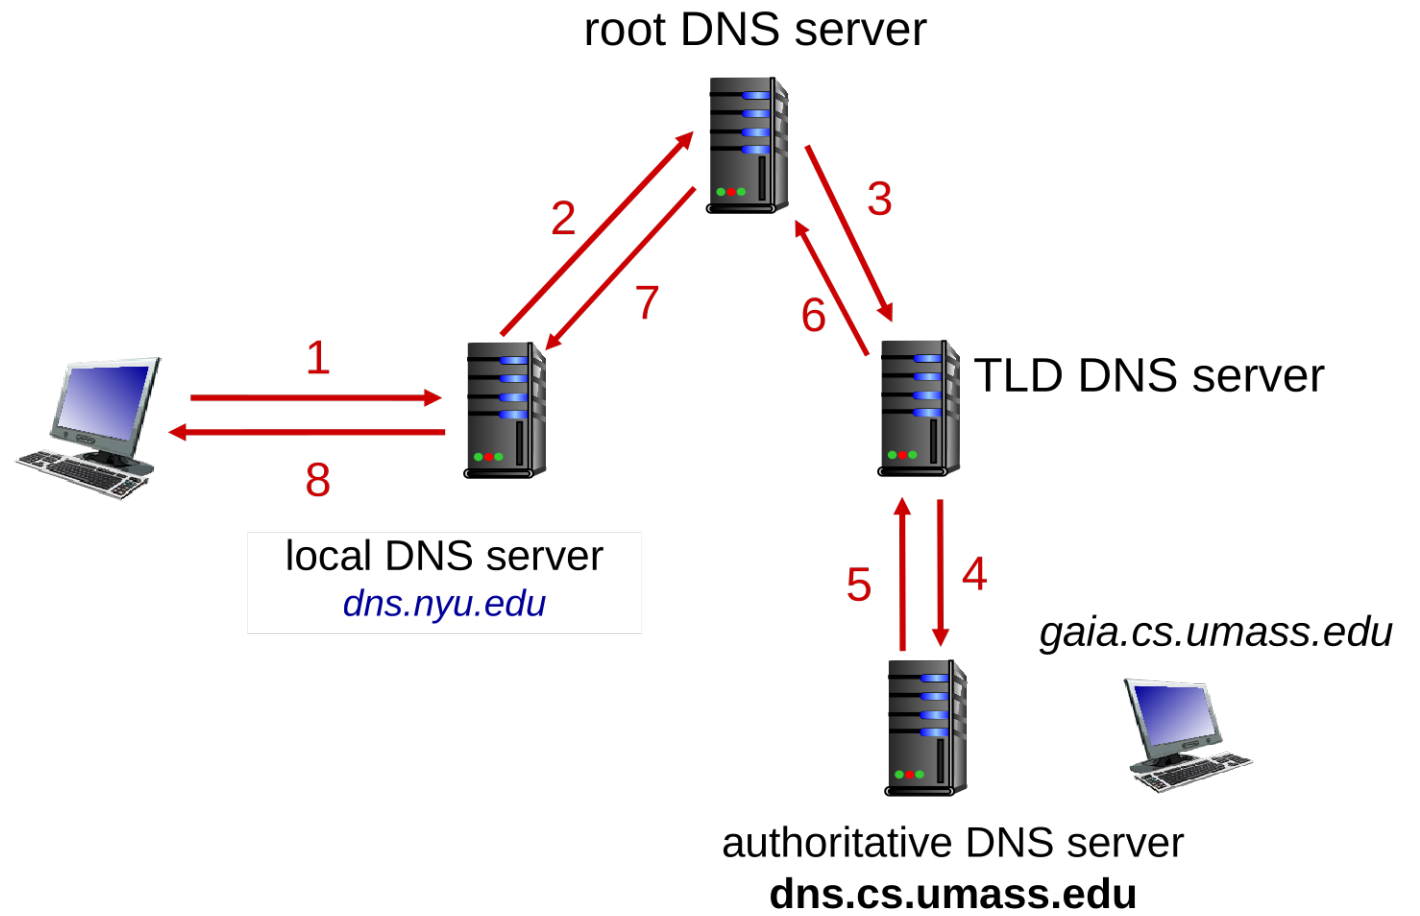 root DNS server
2
3
7
6
1
TLD DNS server
8
local DNS server
dns.nyu.edu
5
4
gaia.cs.umass.edu
authoritative DNS server
dns.cs.umass.edu